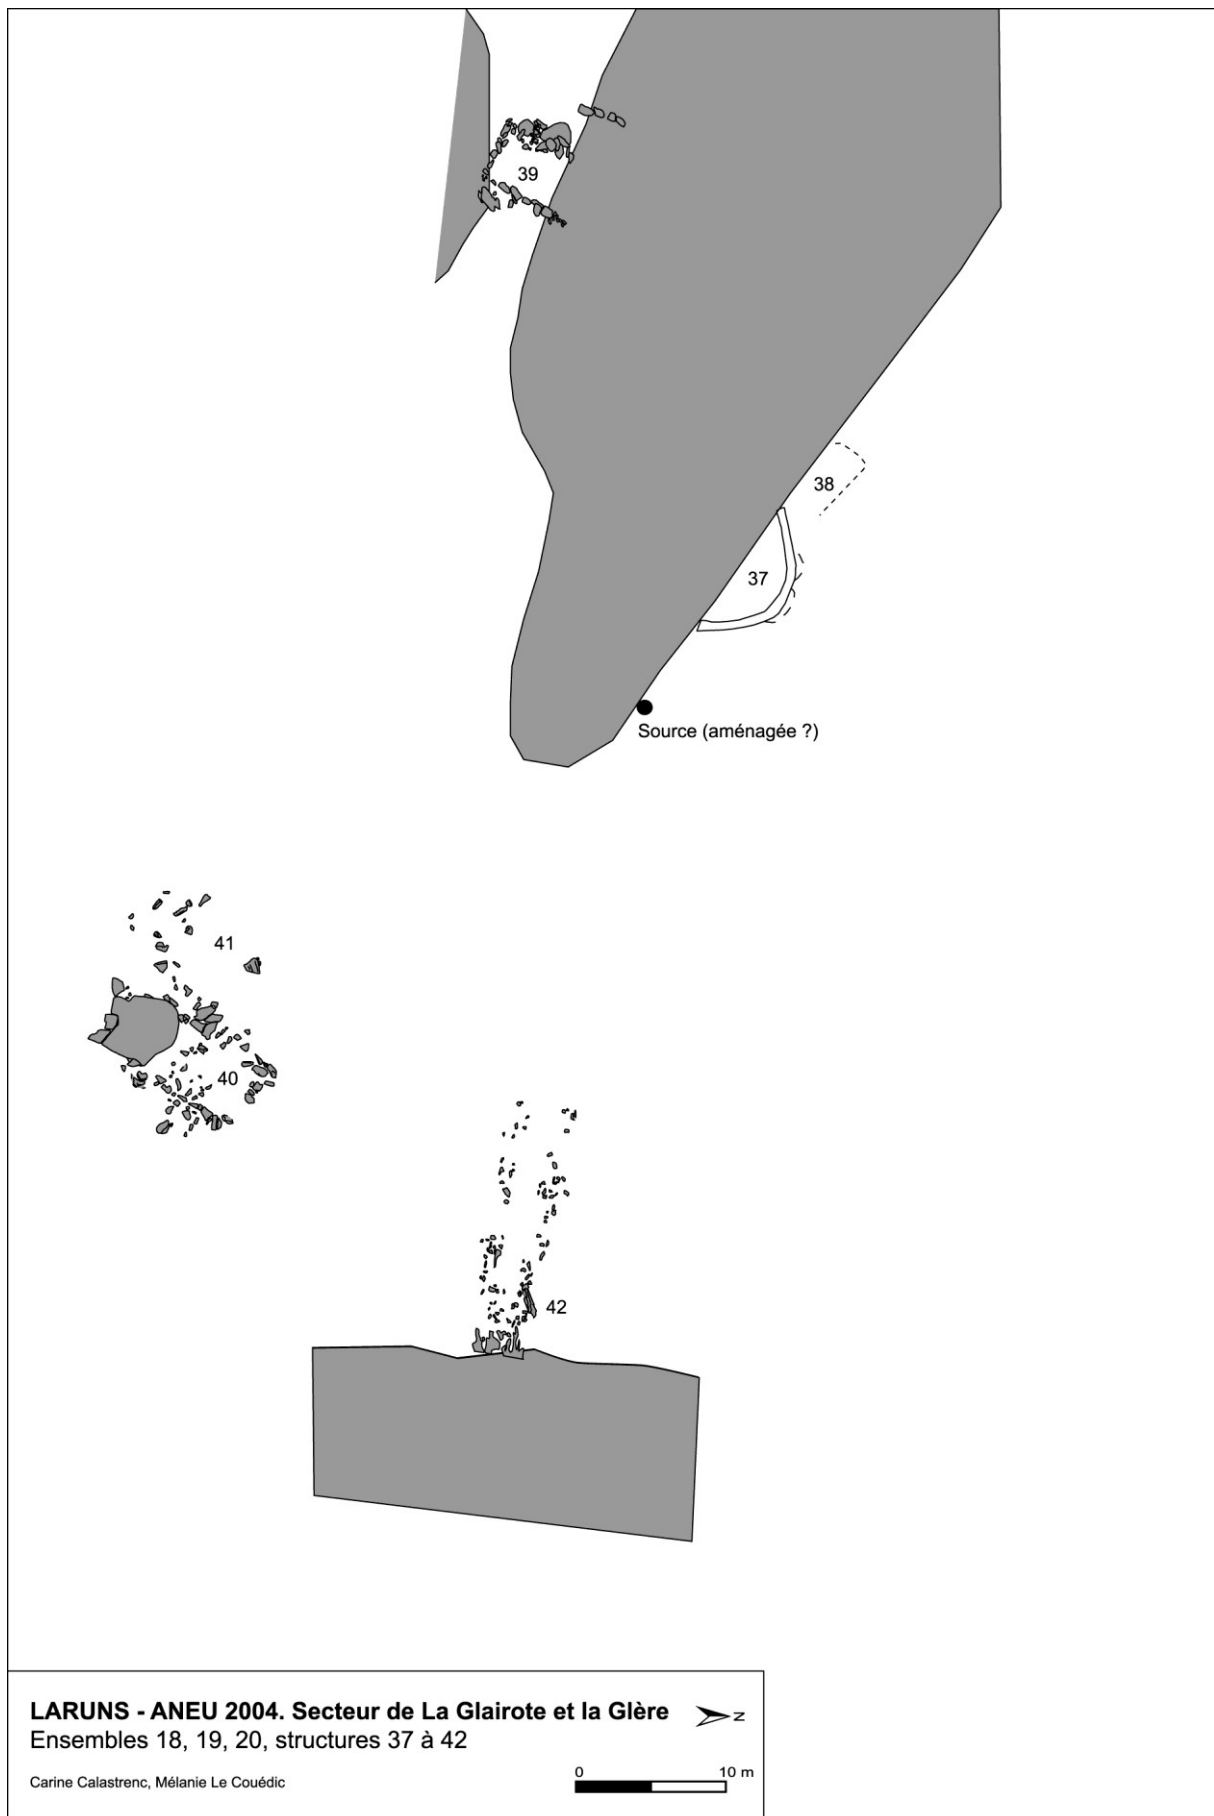 39
38
37
Source (aménagée ?)
41
40
42
LARUNS - ANEU 2004. Secteur de La Glairote et la Glère
N
Ensembles 18, 19, 20, structures 37 à 42
Carine Calastrenc, Mélanie Le Couédic
0 10 m